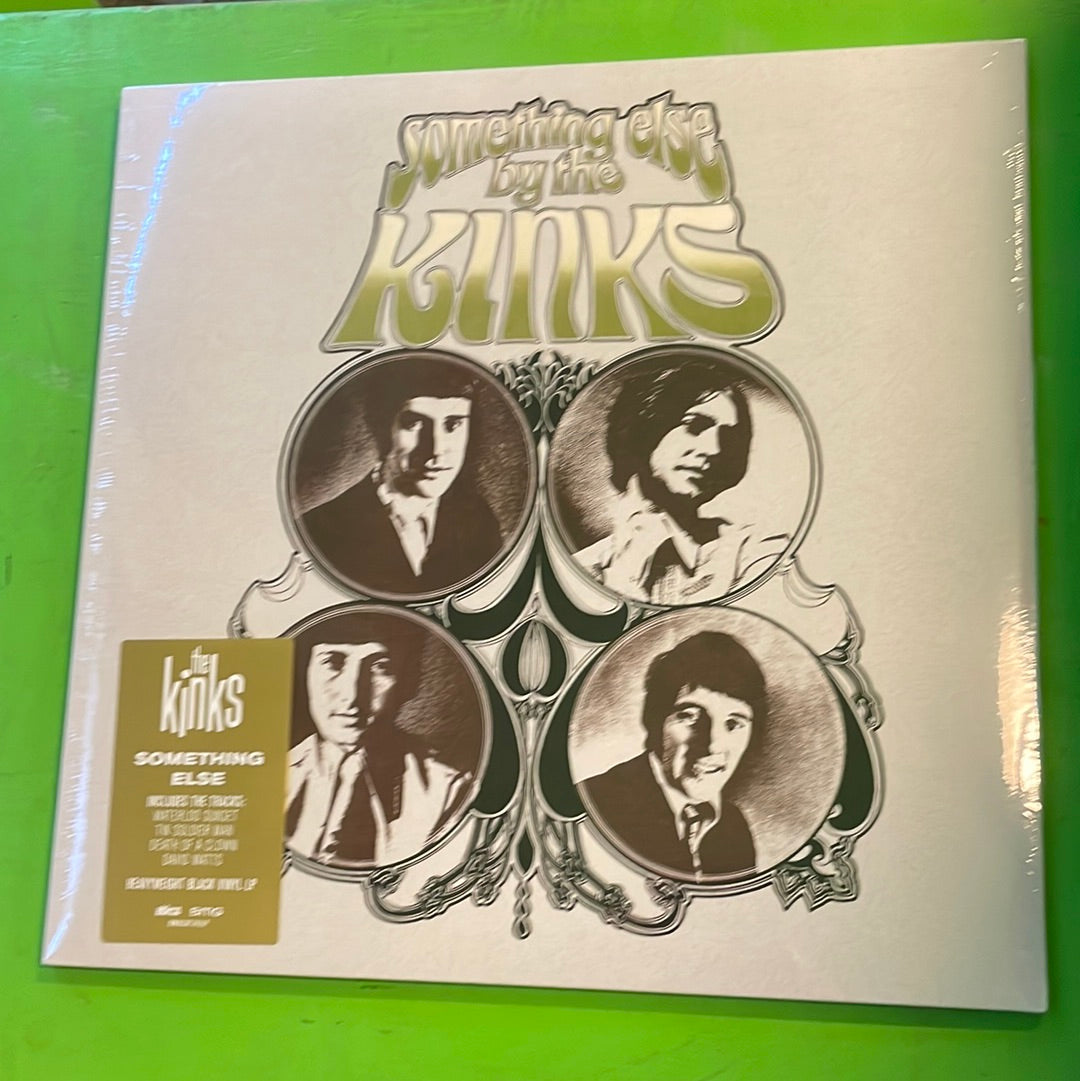 something else
by the
KINKS
the
kinks
SOMETHING
ELSE
INCLUDES THE TRACKS:
WATERLOO SUNSET
TIN SOLDIER MAN
DEATH OF A CLOWN
DAVID WATTS
HEAVYWEIGHT BLACK VINYL LP
BMG